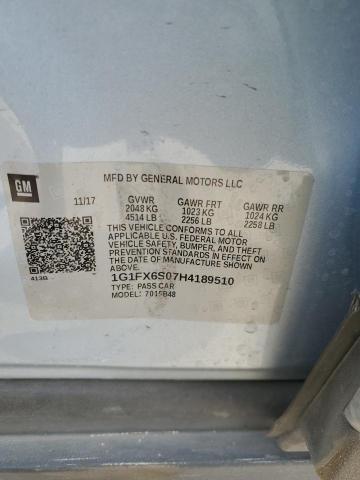 GM
MFD BY GENERAL MOTORS LLC
11/17 GVWR GAWR FRT GAWR RR
2048 KG 1023 KG 1024 KG
4514 LB 2256 LB 2258 LB
THIS VEHICLE CONFORMS TO ALL
APPLICABLE U.S. FEDERAL MOTOR
VEHICLE SAFETY, BUMPER, AND THEFT
PREVENTION STANDARDS IN EFFECT
ON THE DATE OF MANUFACTURE
SHOWN ABOVE.
413B
1G1FX6S07H4189510
TYPE: PASS CAR
MODEL: 701SB48